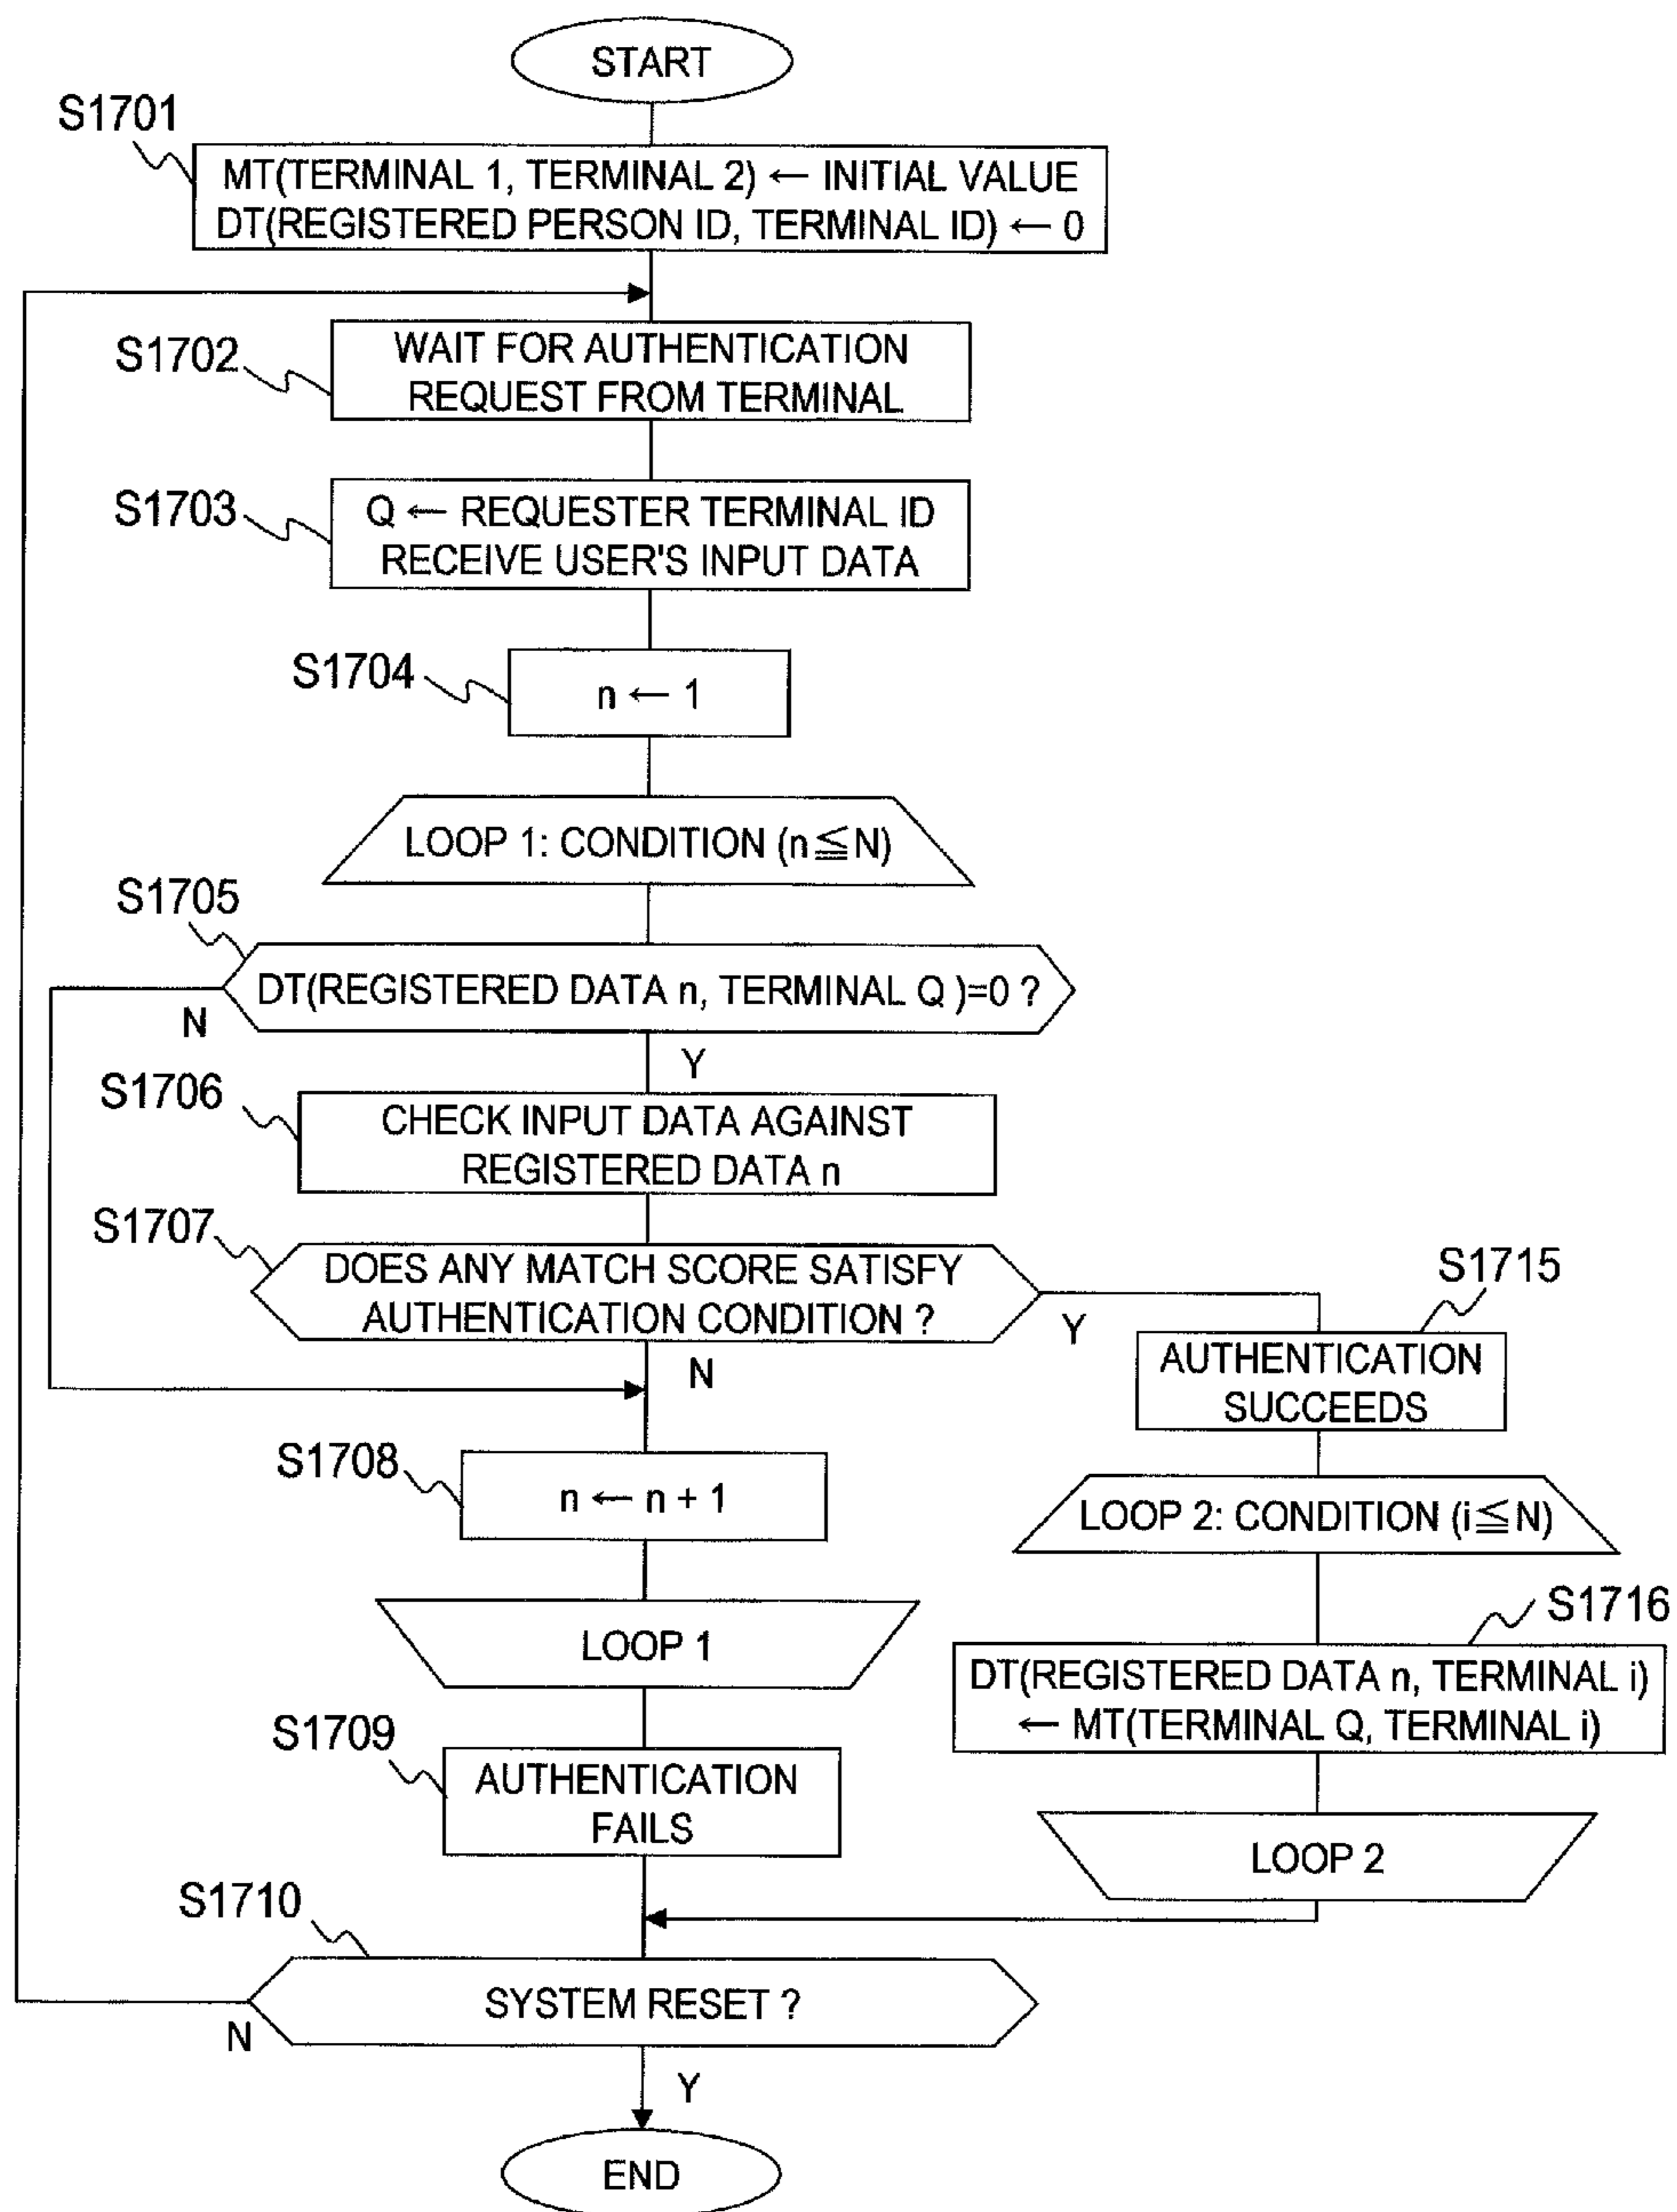 START
S1701
MT(TERMINAL 1, TERMINAL 2) ← INITIAL VALUE
DT(REGISTERED PERSON ID, TERMINAL ID) ← 0
S1702
WAIT FOR AUTHENTICATION
REQUEST FROM TERMINAL
S1703
Q ← REQUESTER TERMINAL ID
RECEIVE USER'S INPUT DATA
S1704
n ← 1
LOOP 1: CONDITION (n≦N)
S1705
DT(REGISTERED DATA n, TERMINAL Q )=0 ?
N
Y
S1706
CHECK INPUT DATA AGAINST
REGISTERED DATA n
S1707
DOES ANY MATCH SCORE SATISFY
AUTHENTICATION CONDITION ?
Y
N
S1715
AUTHENTICATION
SUCCEEDS
S1708
n ← n + 1
LOOP 2: CONDITION (i≦N)
LOOP 1
S1716
DT(REGISTERED DATA n, TERMINAL i)
← MT(TERMINAL Q, TERMINAL i)
S1709
AUTHENTICATION
FAILS
LOOP 2
S1710
SYSTEM RESET ?
N
Y
END